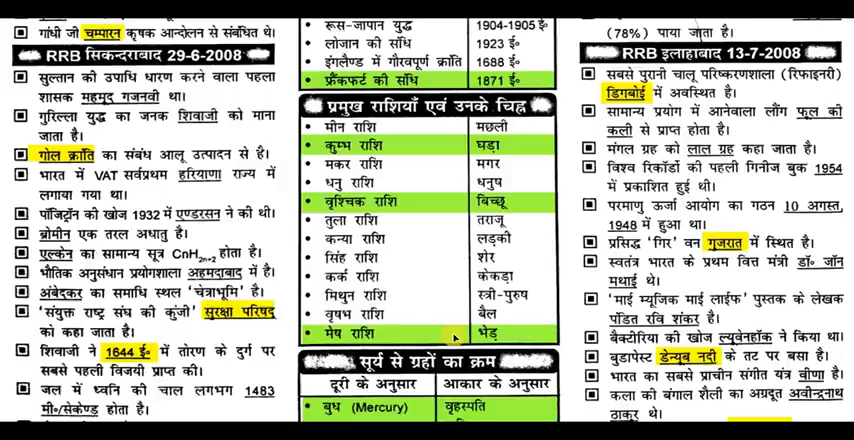 गांधी जी चम्पारन कृषक आन्दोलन से संबंधित थे।
RRB सिकन्दराबाद 29-6-2008
सुल्तान की उपाधि धारण करने वाला पहला
शासक महमूद गजनवी था।
गुरिल्ला युद्ध का जनक शिवाजी को माना
जाता है।
गोल क्रांति का संबंध आलू उत्पादन से है।
भारत में VAT सर्वप्रथम हरियाणा राज्य में
लगाया गया था।
पॉजिट्रॉन की खोज 1932 में एण्डरसन ने की थी।
ब्रोमीन एक तरल अधातु है।
एल्केन का सामान्य सूत्र CnH2n+2 होता है।
भौतिक अनुसंधान प्रयोगशाला अहमदाबाद में है।
अंबेदकर का समाधि स्थल 'चेत्राभूमि' है।
'संयुक्त राष्ट्र संघ की कुंजी' सुरक्षा परिषद
को कहा जाता है।
शिवाजी ने 1644 ई० में तोरण के दुर्ग पर
सबसे पहली विजयी प्राप्त की।
जल में ध्वनि की चाल लगभग 1483
मी०/सेकेण्ड होता है।
रूस-जापान युद्ध 1904-1905 ई०
लोजान की संधि 1923 ई०
इंगलैण्ड में गौरवपूर्ण क्रांति 1688 ई०
फ्रैंकफर्ट की संधि 1871 ई०
प्रमुख राशियाँ एवं उनके चिह्न
मीन राशि मछली
कुम्भ राशि घड़ा
मकर राशि मगर
धनु राशि धनुष
वृश्चिक राशि बिच्छू
तुला राशि तराजू
कन्या राशि लड़की
सिंह राशि शेर
कर्क राशि केकड़ा
मिथुन राशि स्त्री-पुरुष
वृषभ राशि बैल
मेष राशि भेड़
सूर्य से ग्रहों का क्रम
दूरी के अनुसार आकार के अनुसार
बुध (Mercury) वृहस्पति
(78%) पाया जाता है।
RRB इलाहाबाद 13-7-2008
सबसे पुरानी चालू परिष्करणशाला (रिफाइनरी)
डिगबोई में अवस्थित है।
सामान्य प्रयोग में आनेवाला लौंग फूल की
कली से प्राप्त होता है।
मंगल ग्रह को लाल ग्रह कहा जाता है।
विश्व रिकॉर्डो की पहली गिनीज बुक 1954
में प्रकाशित हुई थी।
परमाणु ऊर्जा आयोग का गठन 10 अगस्त,
1948 में हुआ था।
प्रसिद्ध 'गिर' वन गुजरात में स्थित है।
स्वतंत्र भारत के प्रथम वित्त मंत्री डॉ० जॉन
मथाई थे।
'माई म्यूजिक माई लाईफ' पुस्तक के लेखक
पंडित रवि शंकर है।
बैक्टीरिया की खोज ल्यूवेनहॉक ने किया था।
बुडापेस्ट डेन्यूब नदी के तट पर बसा है।
भारत का सबसे प्राचीन संगीत यंत्र वीणा है।
कला की बंगाल शैली का अग्रदूत अवीन्द्रनाथ
ठाकुर थे।